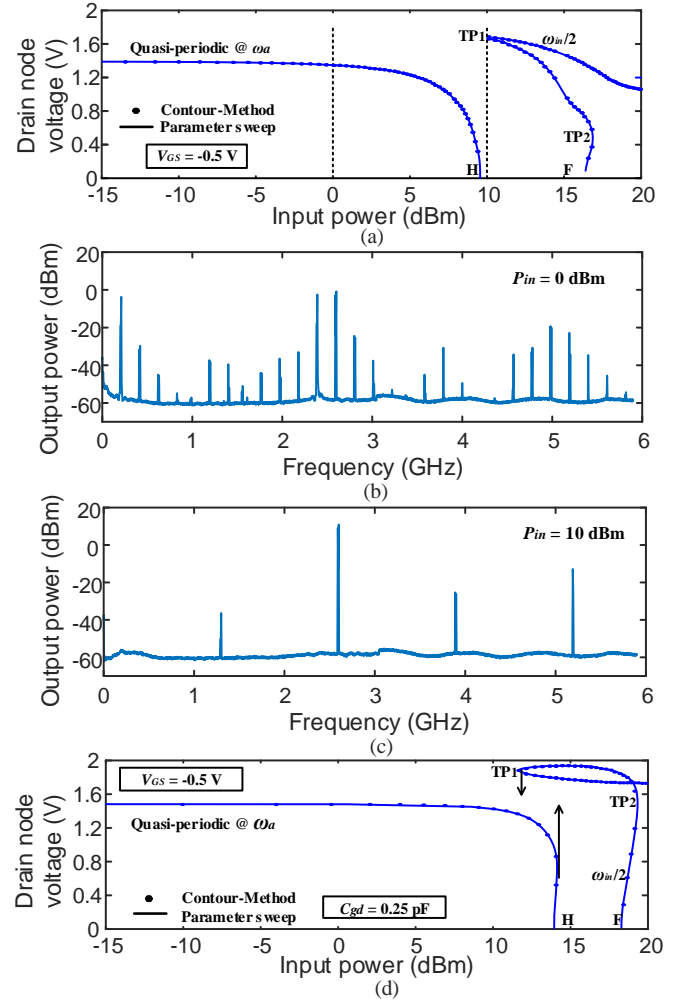 Drain node
voltage (V)
2
1.6
1.2
0.8
0.4
0
TP1
ωin/2
Quasi-periodic @ ωa
Contour-Method
Parameter sweep
VGS = -0.5 V
TP2
H
F
-15
-10
-5
0
5
10
15
20
Input power (dBm)
(a)
Output power (dBm)
20
0
-20
-40
-60
Pin = 0 dBm
0
1
2
3
4
5
6
Frequency (GHz)
(b)
Output power (dBm)
20
0
-20
-40
-60
Pin = 10 dBm
0
1
2
3
4
5
6
Frequency (GHz)
(c)
Drain node
voltage (V)
2
1.6
1.2
0.8
0.4
0
VGS = -0.5 V
TP1
TP2
Quasi-periodic @ ωa
ωin/2
Contour-Method
Parameter sweep
Cgd = 0.25 pF
H
F
-15
-10
-5
0
5
10
15
20
Input power (dBm)
(d)